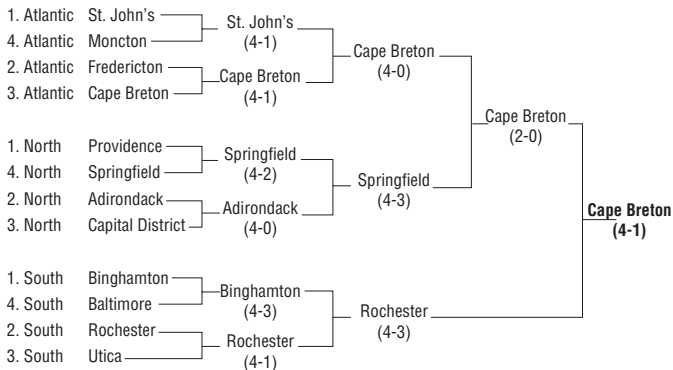 1. Atlantic St. John's
4. Atlantic Moncton
2. Atlantic Fredericton
3. Atlantic Cape Breton
1. North Providence
4. North Springfield
2. North Adirondack
3. North Capital District
1. South Binghamton
4. South Baltimore
2. South Rochester
3. South Utica
St. John's
(4-1)
Cape Breton
(4-1)
Springfield
(4-2)
Adirondack
(4-0)
Binghamton
(4-3)
Rochester
(4-1)
Cape Breton
(4-0)
Springfield
(4-3)
Rochester
(4-3)
Cape Breton
(2-0)
Cape Breton
(4-1)